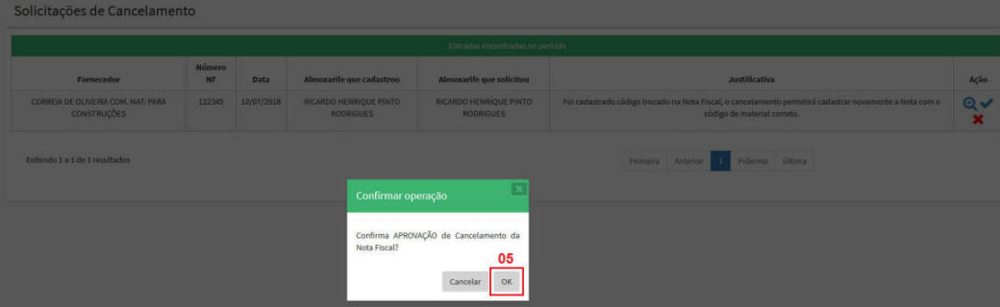 Solicitações de Cancelamento
Entradas encontradas no período
Fornecedor
Número
NF
Data
Almoxarife que cadastrou
Almoxarife que solicitou
Justificativa
Ação
CORREIA DE OLIVEIRA COM. MAT. PARA
CONSTRUÇÕES
122345
10/07/2018
RICARDO HENRIQUE PINTO
RODRIGUES
RICARDO HENRIQUE PINTO
RODRIGUES
Foi cadastrado código trocado na Nota Fiscal, o cancelamento permitirá cadastrar novamente a Nota com o
código de material correto.
Exibindo 1 a 1 de 1 resultados.
Primeira Anterior 1 Próximo Última
Confirmar operação
Confirma APROVAÇÃO de Cancelamento da
Nota Fiscal?
05
Cancelar OK